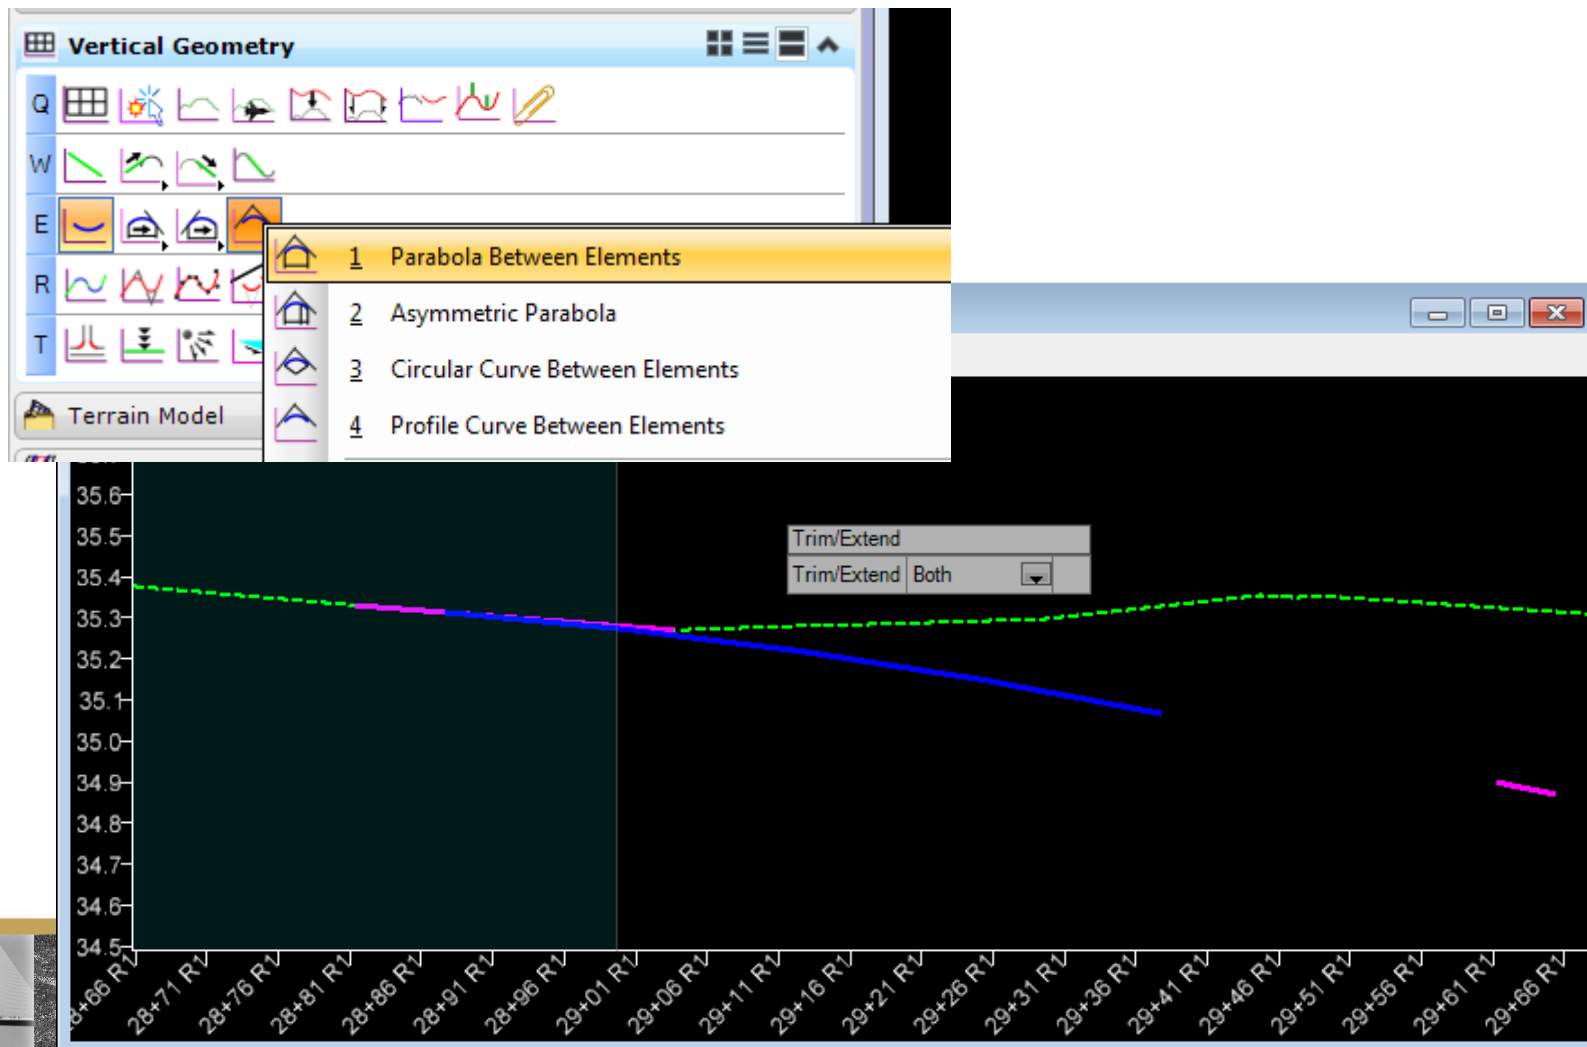 Vertical Geometry
Q
W
E
R
T
1 Parabola Between Elements
2 Asymmetric Parabola
3 Circular Curve Between Elements
4 Profile Curve Between Elements
Terrain Model
35.6
35.5
35.4
35.3
35.2
35.1
35.0
34.9
34.8
34.7
34.6
34.5
Trim/Extend
Trim/Extend Both
28+66 R1
28+71 R1
28+76 R1
28+81 R1
28+86 R1
28+91 R1
28+96 R1
29+01 R1
29+06 R1
29+11 R1
29+16 R1
29+21 R1
29+26 R1
29+31 R1
29+36 R1
29+41 R1
29+46 R1
29+51 R1
29+56 R1
29+61 R1
29+66 R1